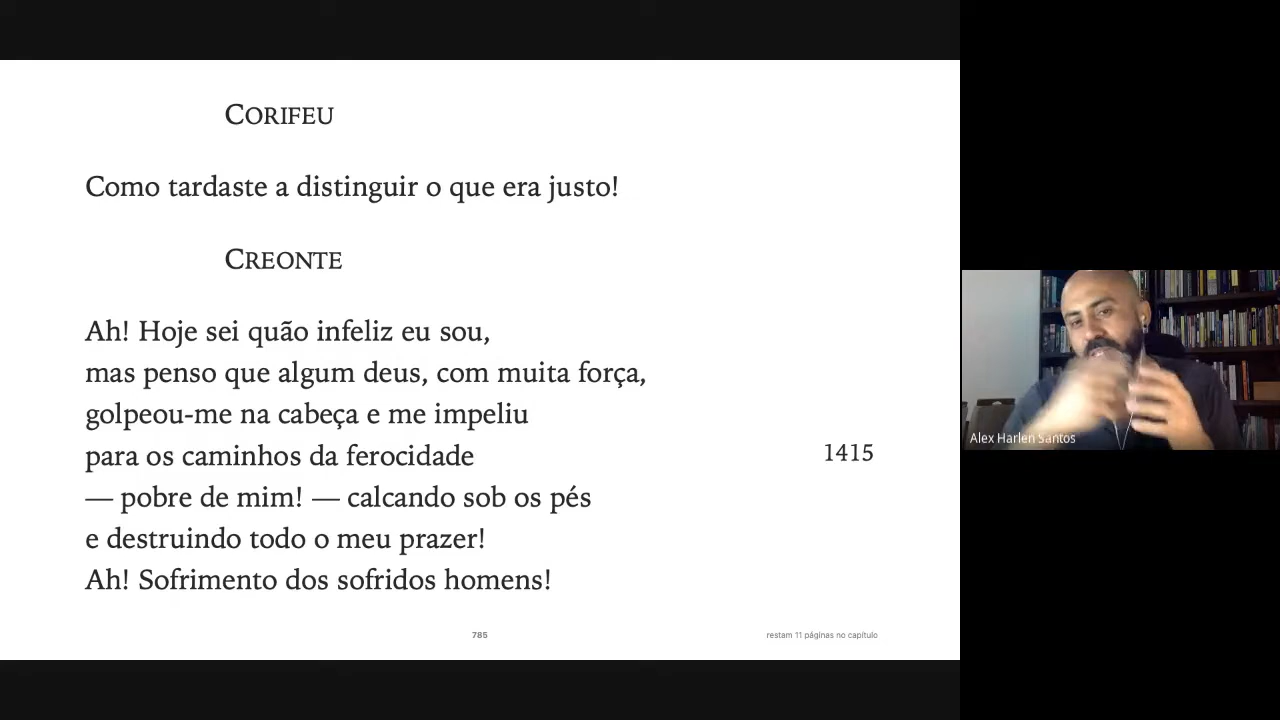 CORIFEU
Como tardaste a distinguir o que era justo!
CREONTE
Ah! Hoje sei quão infeliz eu sou,
mas penso que algum deus, com muita força,
golpeou-me na cabeça e me impeliu
para os caminhos da ferocidade
1415
— pobre de mim! — calcando sob os pés
e destruindo todo o meu prazer!
Ah! Sofrimento dos sofridos homens!
785
restam 11 páginas no capítulo
Alex Harlen Santos